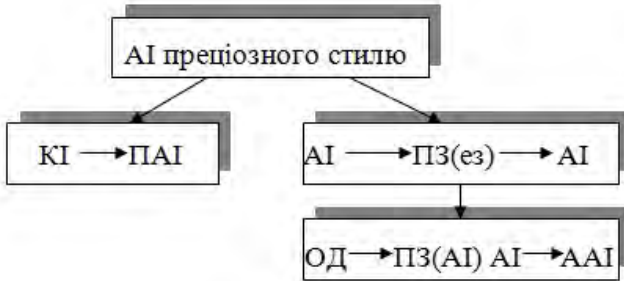 АІ преціозного стилю
КІ → ПАІ
АІ → ПЗ(ез) → АІ
ОД → ПЗ(АІ) АІ → ААІ